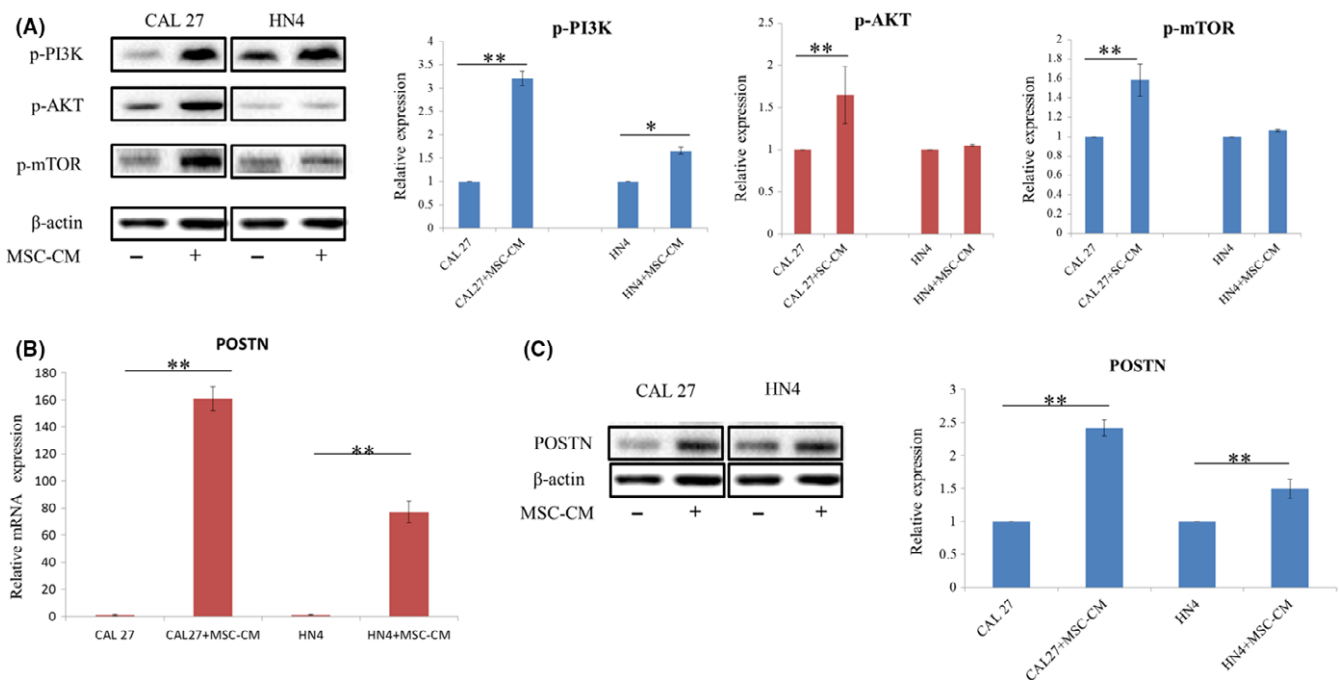 (A)
CAL 27 HN4
p-PI3K
p-AKT
p-mTOR
β-actin
MSC-CM − + − +
p-PI3K
Relative expression
4
3.5
3
2.5
2
1.5
1
0.5
0
**
*
CAL 27
CAL27+MSC-CM
HN4
HN4+MSC-CM
p-AKT
Relative expression
2.5
2
1.5
1
0.5
0
**
CAL 27
CAL 27+SC-CM
HN4
HN4+MSC-CM
p-mTOR
Relative expression
2
1.8
1.6
1.4
1.2
1
0.8
0.6
0.4
0.2
0
**
CAL 27
CAL 27+SC-CM
HN4
HN4+MSC-CM
(B)
POSTN
Relative mRNA expression
180
160
140
120
100
80
60
40
20
0
**
**
CAL 27 CAL27+MSC-CM HN4 HN4+MSC-CM
(C)
CAL 27 HN4
POSTN
β-actin
MSC-CM − + − +
POSTN
Relative expression
3
2.5
2
1.5
1
0.5
0
**
**
CAL 27
CAL27+MSC-CM
HN4
HN4+MSC-CM